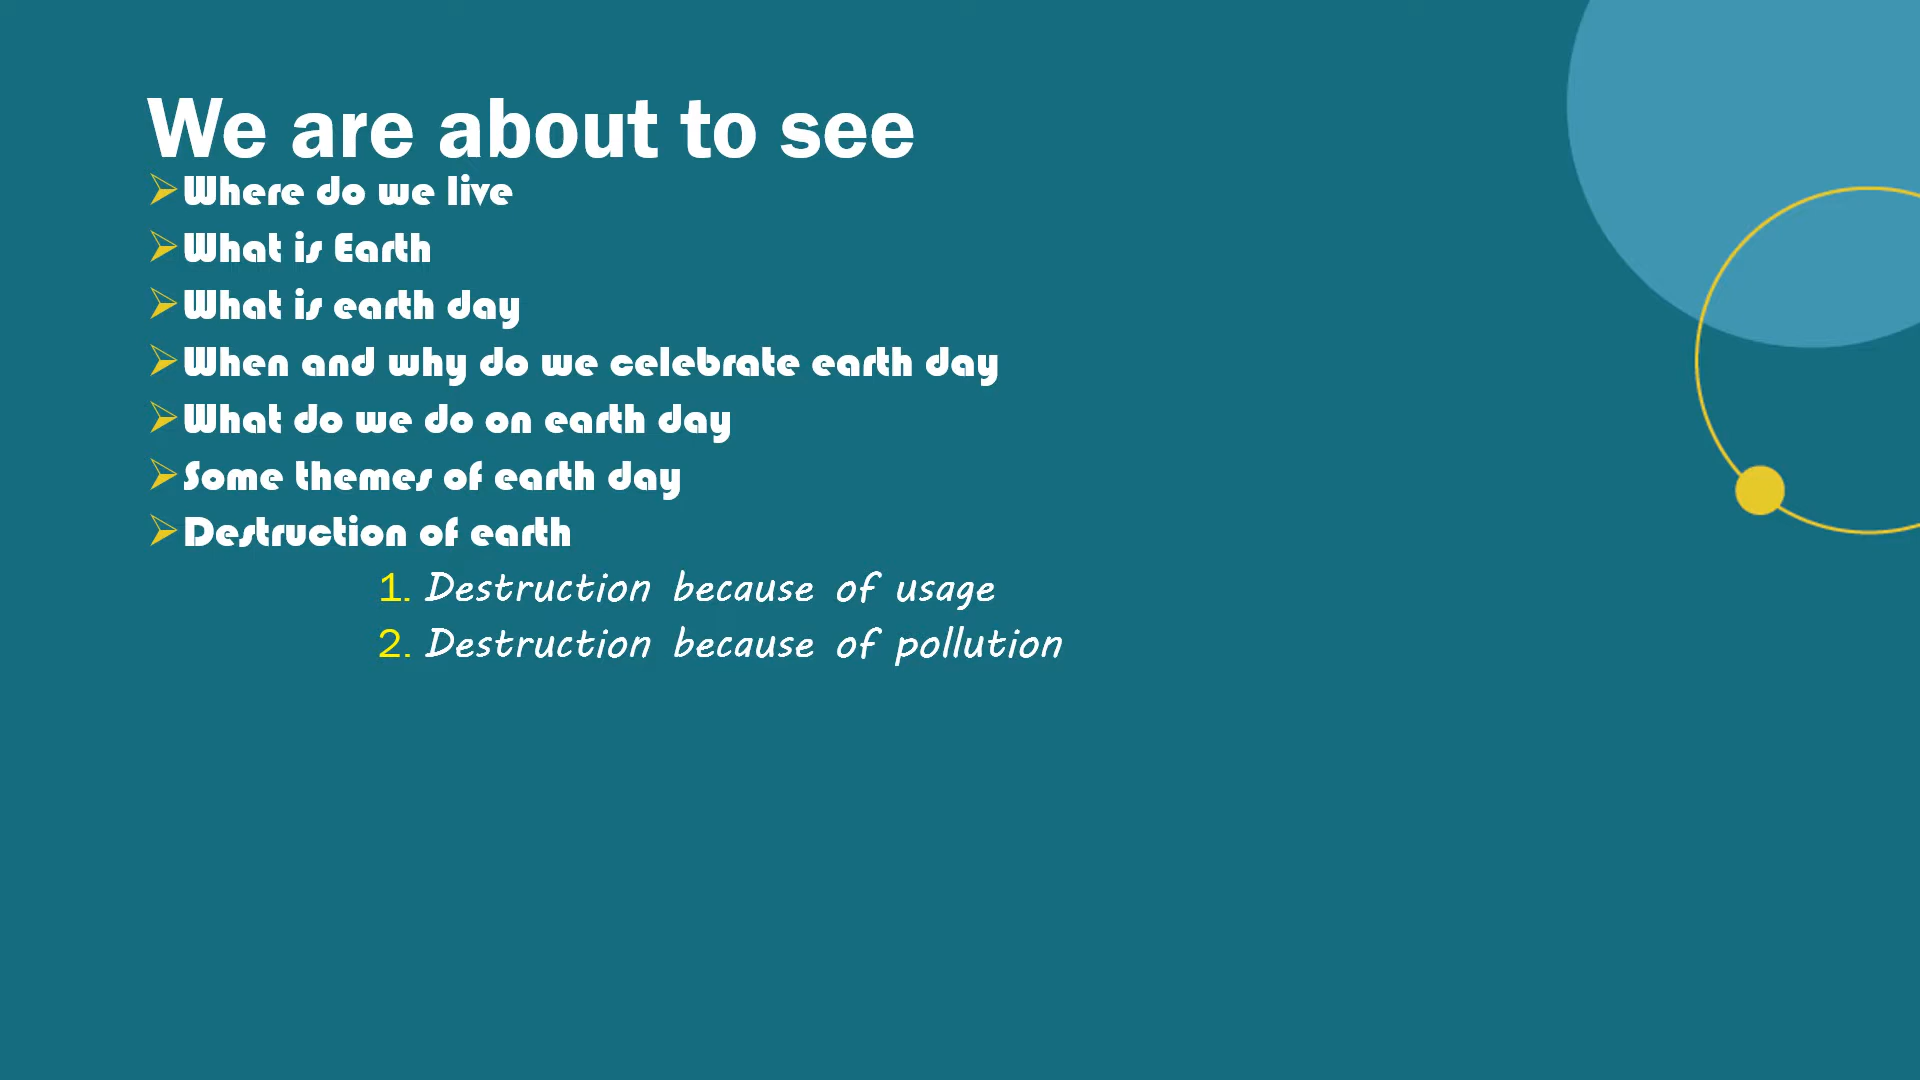 We are about to see
➢Where do we live
➢What is Earth
➢What is earth day
➢When and why do we celebrate earth day
➢What do we do on earth day
➢Some themes of earth day
➢Destruction of earth
1. Destruction because of usage
2. Destruction because of pollution